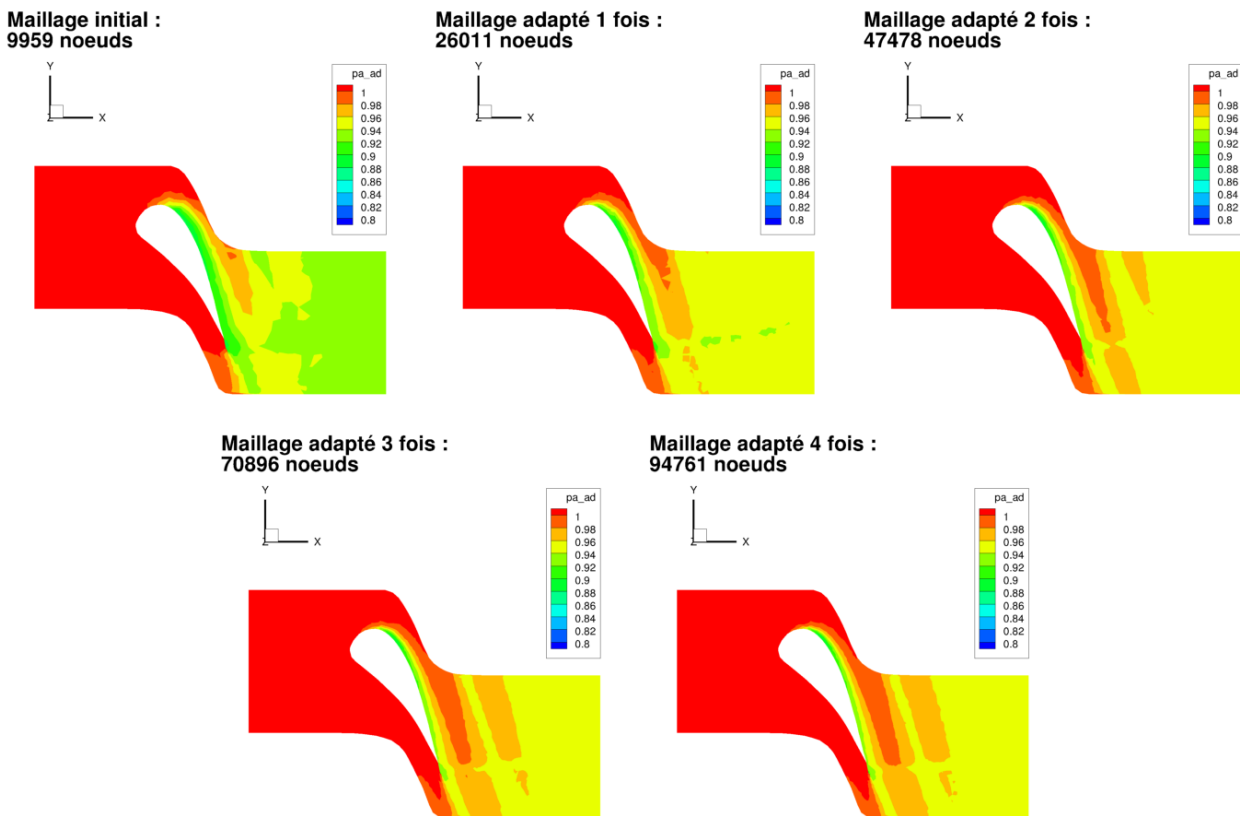 Maillage initial :
9959 noeuds
Y
X
Z
pa_ad
1
0.98
0.96
0.94
0.92
0.9
0.88
0.86
0.84
0.82
0.8
Maillage adapté 1 fois :
26011 noeuds
Y
X
Z
pa_ad
1
0.98
0.96
0.94
0.92
0.9
0.88
0.86
0.84
0.82
0.8
Maillage adapté 2 fois :
47478 noeuds
Y
X
Z
pa_ad
1
0.98
0.96
0.94
0.92
0.9
0.88
0.86
0.84
0.82
0.8
Maillage adapté 3 fois :
70896 noeuds
Y
X
Z
pa_ad
1
0.98
0.96
0.94
0.92
0.9
0.88
0.86
0.84
0.82
0.8
Maillage adapté 4 fois :
94761 noeuds
Y
X
Z
pa_ad
1
0.98
0.96
0.94
0.92
0.9
0.88
0.86
0.84
0.82
0.8